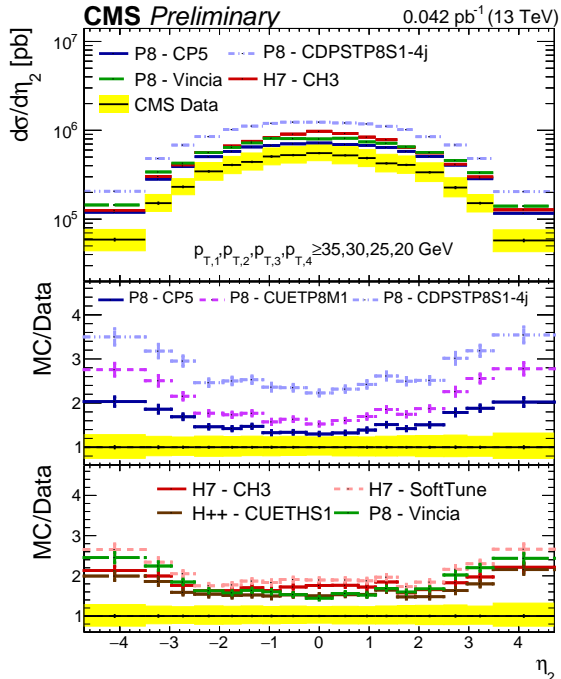 CMS Preliminary 0.042 pb⁻¹ (13 TeV)
dσ/dη₂ [pb]
10⁷
10⁶
10⁵
P8 - CP5 P8 - CDPSTP8S1-4j
P8 - Vincia H7 - CH3
CMS Data
p_T,1,p_T,2,p_T,3,p_T,4≥35,30,25,20 GeV
MC/Data
4
3
2
1
P8 - CP5 P8 - CUETP8M1 P8 - CDPSTP8S1-4j
MC/Data
4
3
2
1
H7 - CH3 H7 - SoftTune
H++ - CUETHS1 P8 - Vincia
−4 −3 −2 −1 0 1 2 3 4
η₂